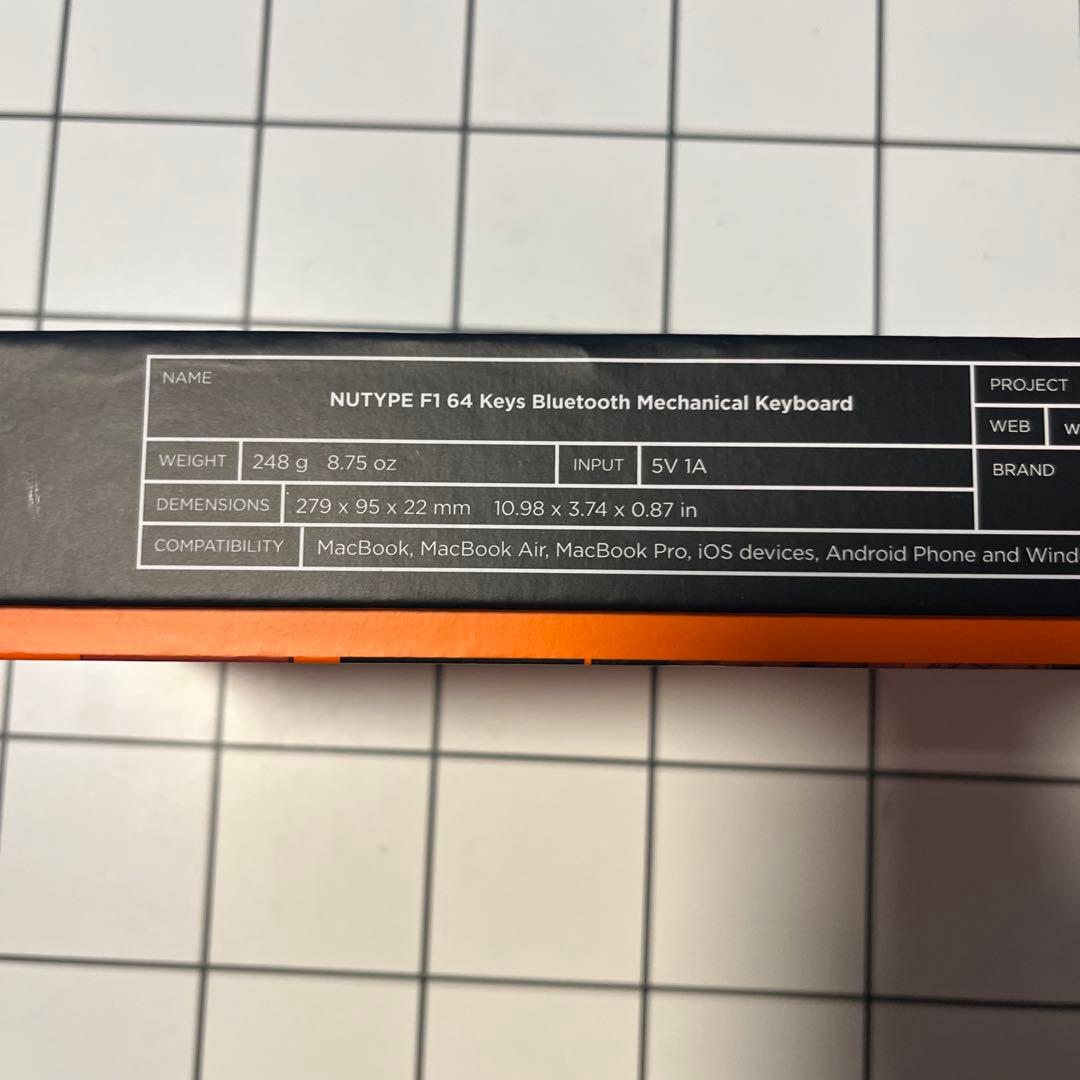 NAME
NUTYPE F1 64 Keys Bluetooth Mechanical Keyboard
PROJECT
WEB
WEIGHT 248 g 8.75 oz INPUT 5V 1A
BRAND
DEMENSIONS 279 x 95 x 22 mm 10.98 x 3.74 x 0.87 in
COMPATIBILITY MacBook, MacBook Air, MacBook Pro, iOS devices, Android Phone and Wind